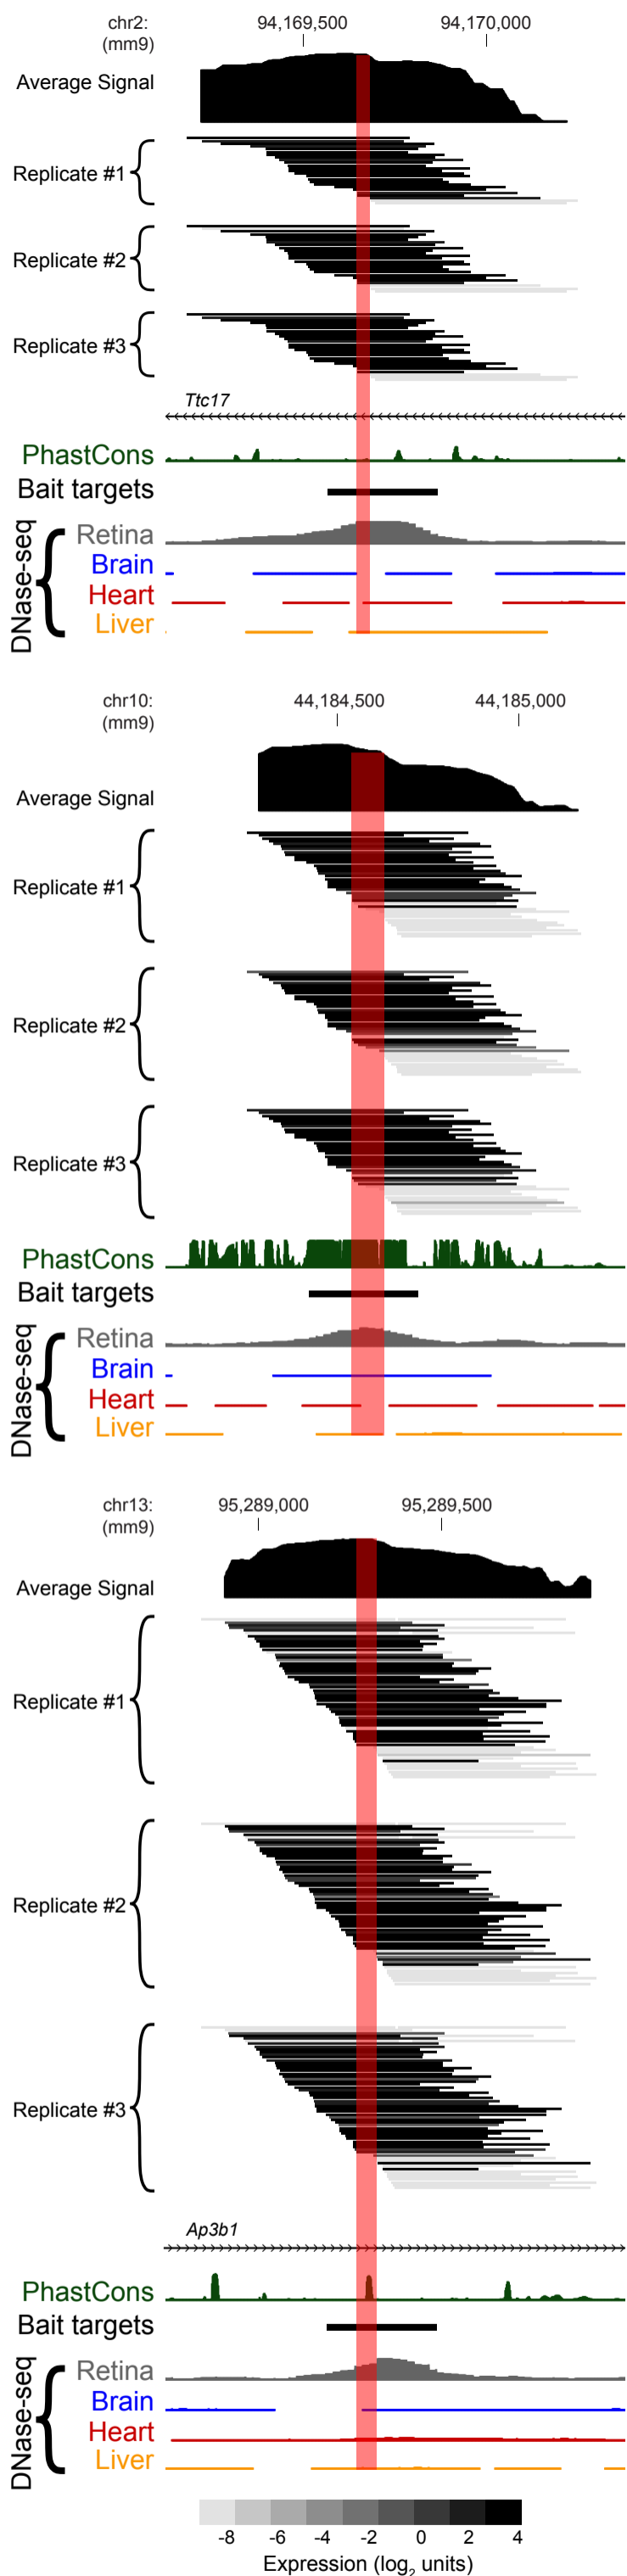 chr2: 94,169,500 94,170,000
(mm9)
Average Signal
Replicate #1
Replicate #2
Replicate #3
Ttc17
PhastCons
Bait targets
DNase-seq
Retina
Brain
Heart
Liver
chr10: 44,184,500 44,185,000
(mm9)
Average Signal
Replicate #1
Replicate #2
Replicate #3
PhastCons
Bait targets
DNase-seq
Retina
Brain
Heart
Liver
chr13: 95,289,000 95,289,500
(mm9)
Average Signal
Replicate #1
Replicate #2
Replicate #3
Ap3b1
PhastCons
Bait targets
DNase-seq
Retina
Brain
Heart
Liver
-8 -6 -4 -2 0 2 4
Expression (log2 units)